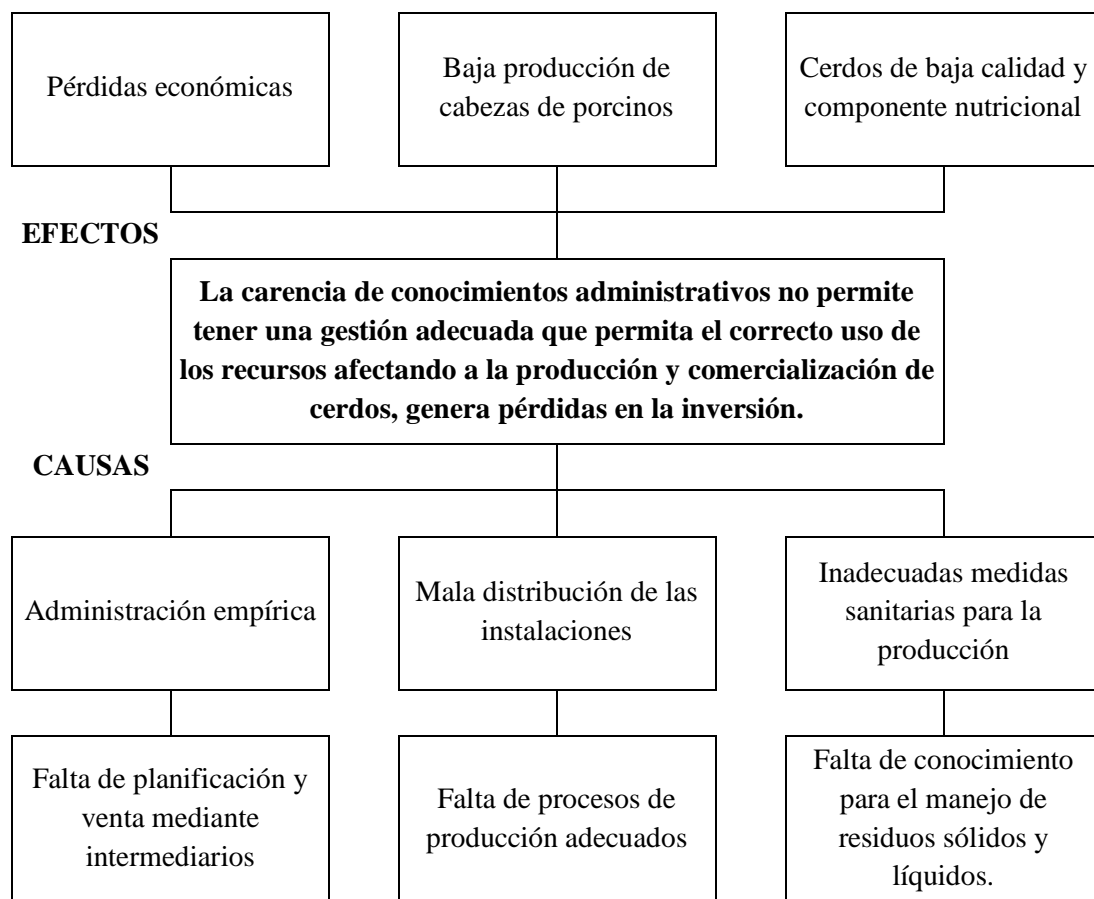 Pérdidas económicas
Baja producción de
cabezas de porcinos
Cerdos de baja calidad y
componente nutricional
EFECTOS
La carencia de conocimientos administrativos no permite
tener una gestión adecuada que permita el correcto uso de
los recursos afectando a la producción y comercialización de
cerdos, genera pérdidas en la inversión.
CAUSAS
Administración empírica
Mala distribución de las
instalaciones
Inadecuadas medidas
sanitarias para la
producción
Falta de planificación y
venta mediante
intermediarios
Falta de procesos de
producción adecuados
Falta de conocimiento
para el manejo de
residuos sólidos y
líquidos.